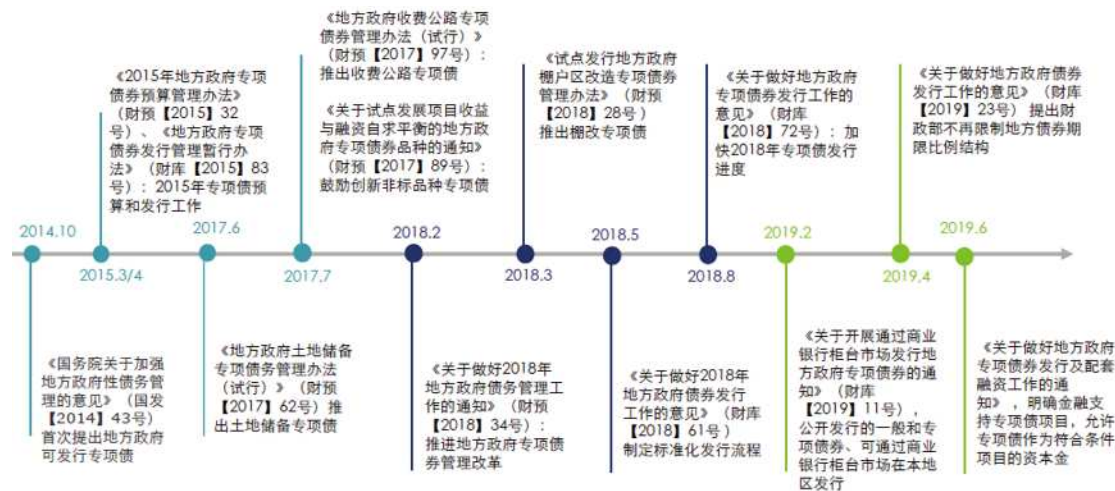 《地方政府收费公路专项
债券管理办法（试行）》
（财预【2017】97号）：
推出收费公路专项债
《关于试点发展项目收益
与融资自求平衡的地方政
府专项债券品种的通知》
（财预【2017】89号）：
鼓励创新非标品种专项债
《2015年地方政府专项
债券预算管理办法》
（财预【2015】32
号）、《地方政府专项
债券发行管理暂行办
法》（财库【2015】83
号）：2015年专项债预
算和发行工作
《试点发行地方政府
棚户区改造专项债券
管理办法》（财预
【2018】28号）
推出棚改专项债
《关于做好地方政府
专项债券发行工作的
意见》（财库
【2018】72号）：加
快2018年专项债发行
进度
《关于做好地方政府债券
发行工作的意见》（财库
【2019】23号）提出财
政部不再限制地方债券期
限比例结构
2014.10
2015.3/4
2017.6
2017.7
2018.2
2018.3
2018.5
2018.8
2019.2
2019.4
2019.6
《国务院关于加强
地方政府性债务管
理的意见》（国发
【2014】43号）
首次提出地方政府
可发行专项债
《地方政府土地储备
专项债务管理办法
（试行）》（财预
【2017】62号）推
出土地储备专项债
《关于做好2018年
地方政府债务管理工
作的通知》（财预
【2018】34号）：
推进地方政府专项债
券管理改革
《关于做好2018年
地方政府债券发行
工作的意见》（财库
【2018】61号）
制定标准化发行流程
《关于开展通过商业
银行柜台市场发行地
方政府专项债券的通
知》（财库
【2019】11号），
公开发行的一般和专
项债券、可通过商业
银行柜台市场在本地
区发行
《关于做好地方政府
专项债券发行及配套
融资工作的通
知》，明确金融支
持专项债项目，允许
专项债作为符合条件
项目的资本金